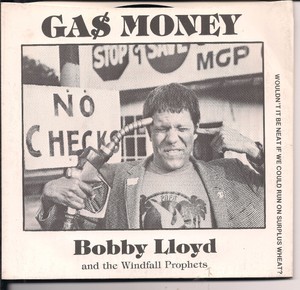 GA$ MONEY
STOP & SAVE
MGP
NO
CHECKS
Bobby Lloyd
and the Windfall Prophets
WOULDN'T IT BE NEAT IF WE COULD RUN ON SURPLUS WHEAT?